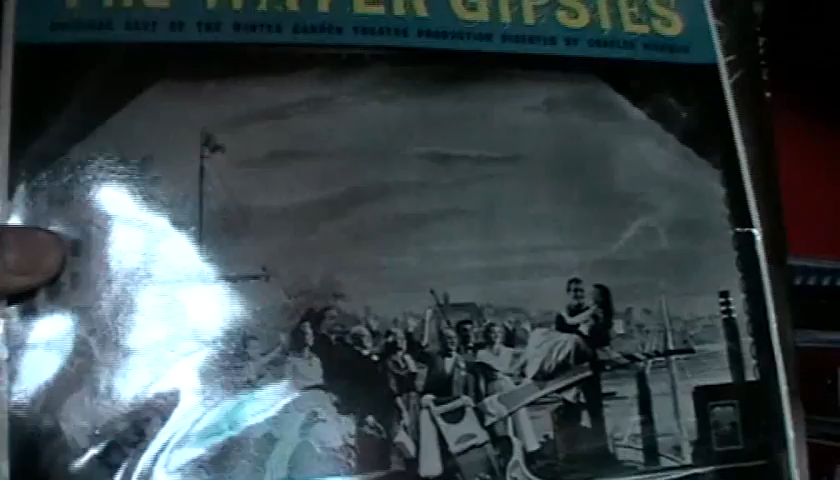 THE WATER GIPSIES
ORIGINAL CAST OF THE WINTER GARDEN THEATRE PRODUCTION DIRECTED BY CHARLES HICKMAN